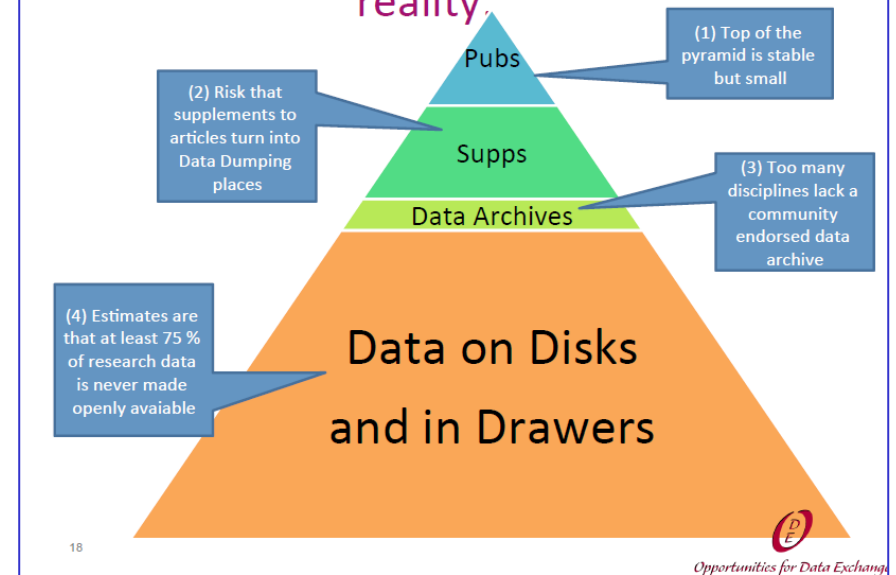 reality.
Pubs
(1) Top of the
pyramid is stable
but small
(2) Risk that
supplements to
articles turn into
Data Dumping
places
Supps
(3) Too many
disciplines lack a
community
endorsed data
archive
Data Archives
(4) Estimates are
that at least 75 %
of research data
is never made
openly avaiable
Data on Disks
and in Drawers
18
O
D
E
Opportunities for Data Exchange